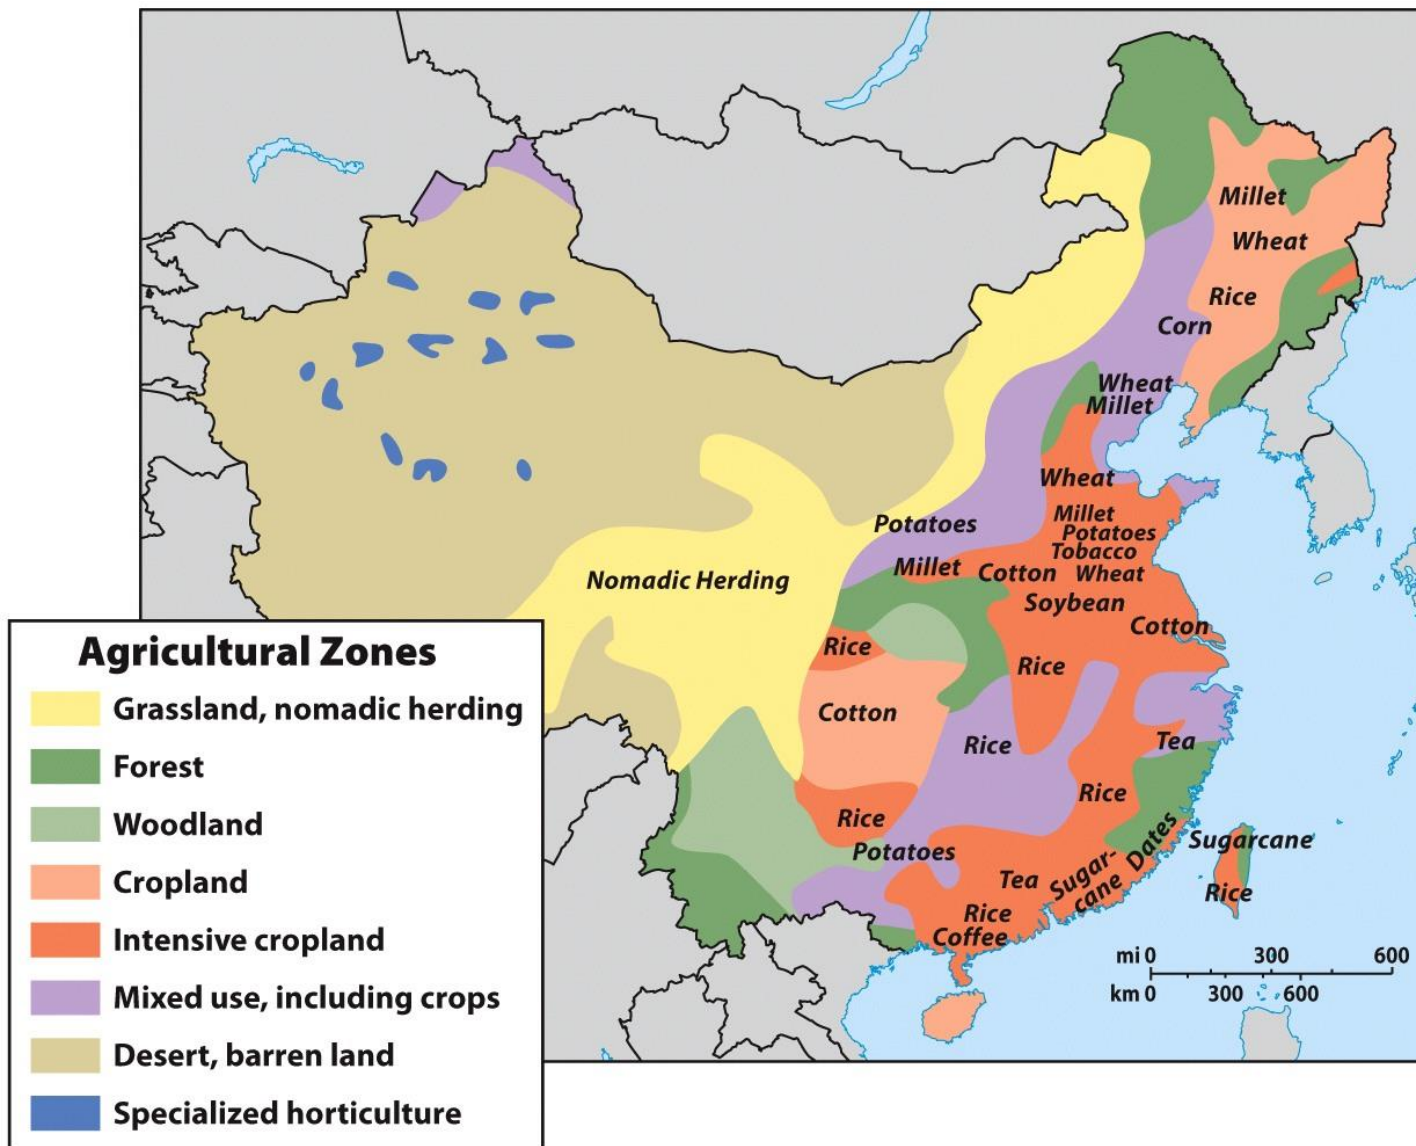 Millet
Wheat
Rice
Corn
Wheat
Millet
Wheat
Millet
Potatoes
Potatoes
Tobacco
Millet
Cotton
Wheat
Nomadic Herding
Soybean
Cotton
Rice
Rice
Cotton
Rice
Tea
Rice
Rice
Potatoes
Sugarcane
Dates
Tea
Sugar-
cane
Rice
Rice
Coffee
mi 0 300 600
km 0 300 600
Agricultural Zones
Grassland, nomadic herding
Forest
Woodland
Cropland
Intensive cropland
Mixed use, including crops
Desert, barren land
Specialized horticulture